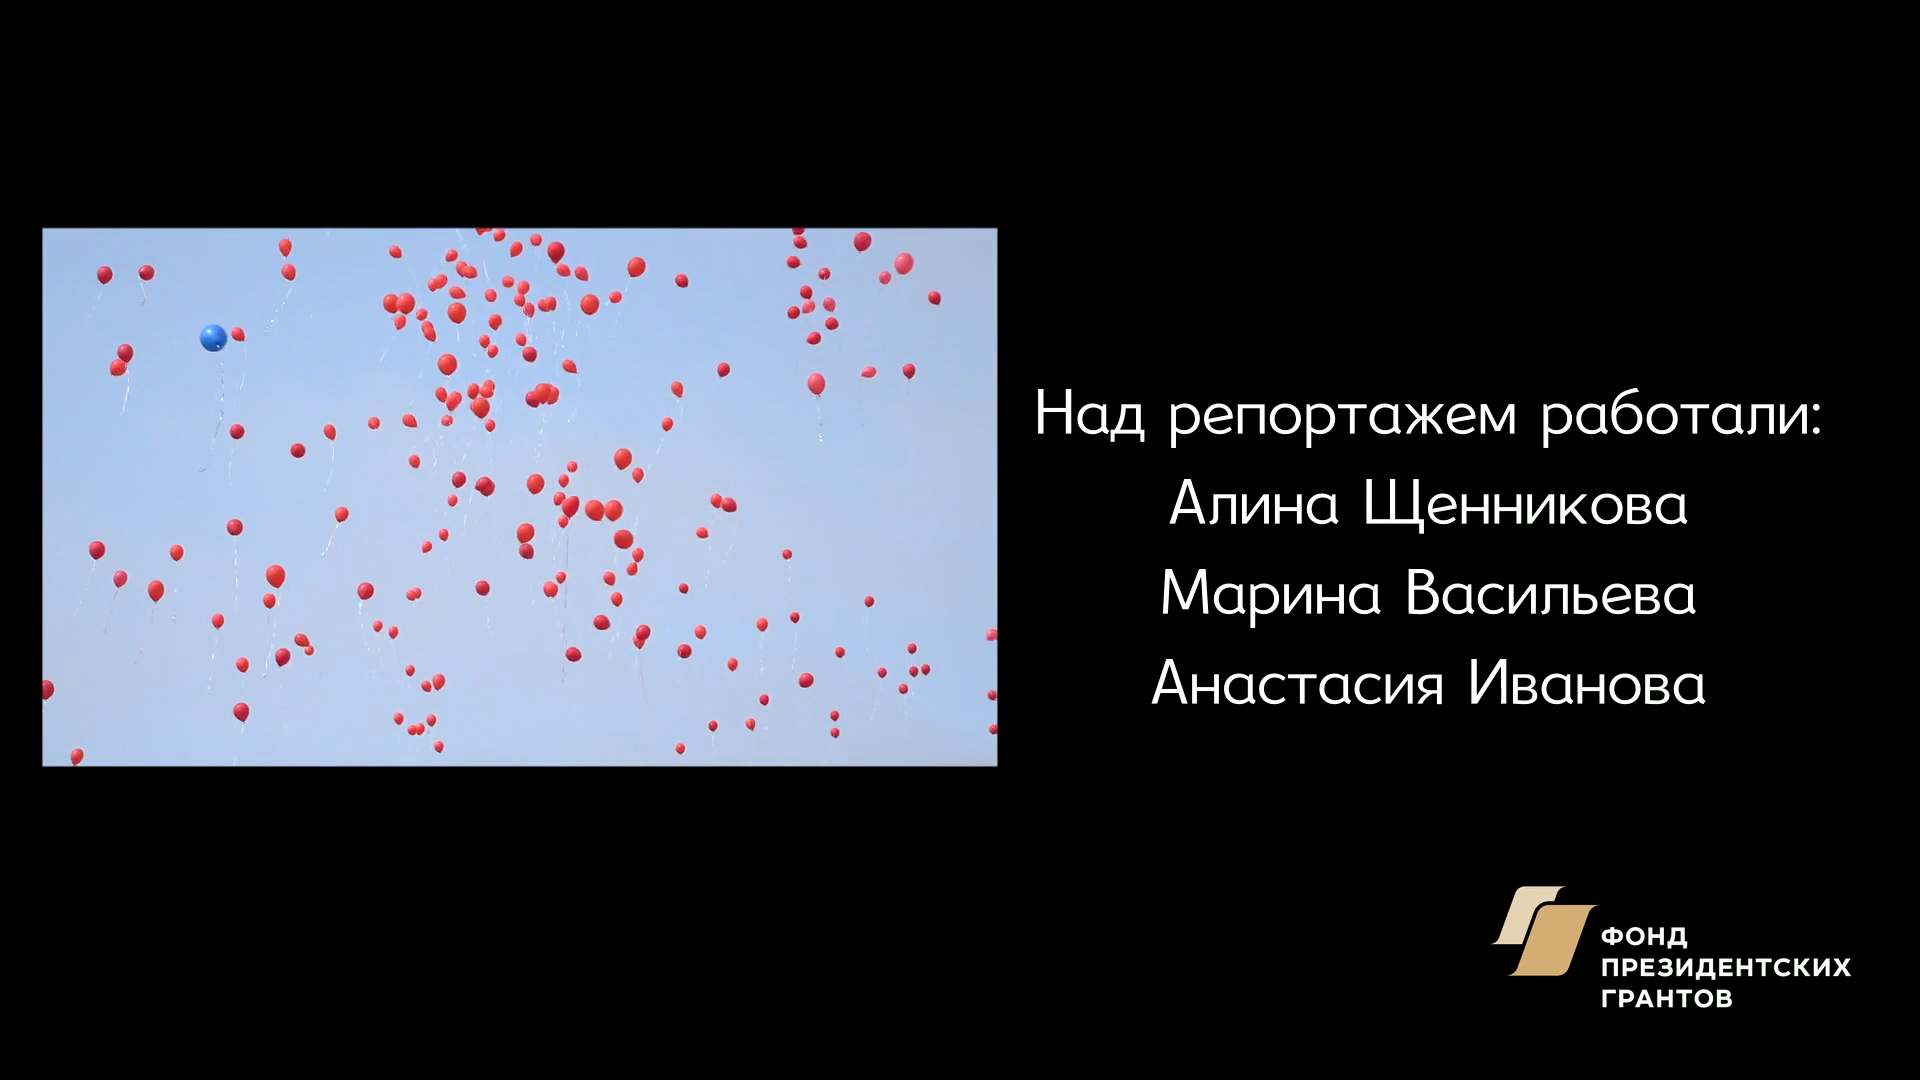 Над репортажем работали:
Алина Щенникова
Марина Васильева
Анастасия Иванова
ФОНД
ПРЕЗИДЕНТСКИХ
ГРАНТОВ